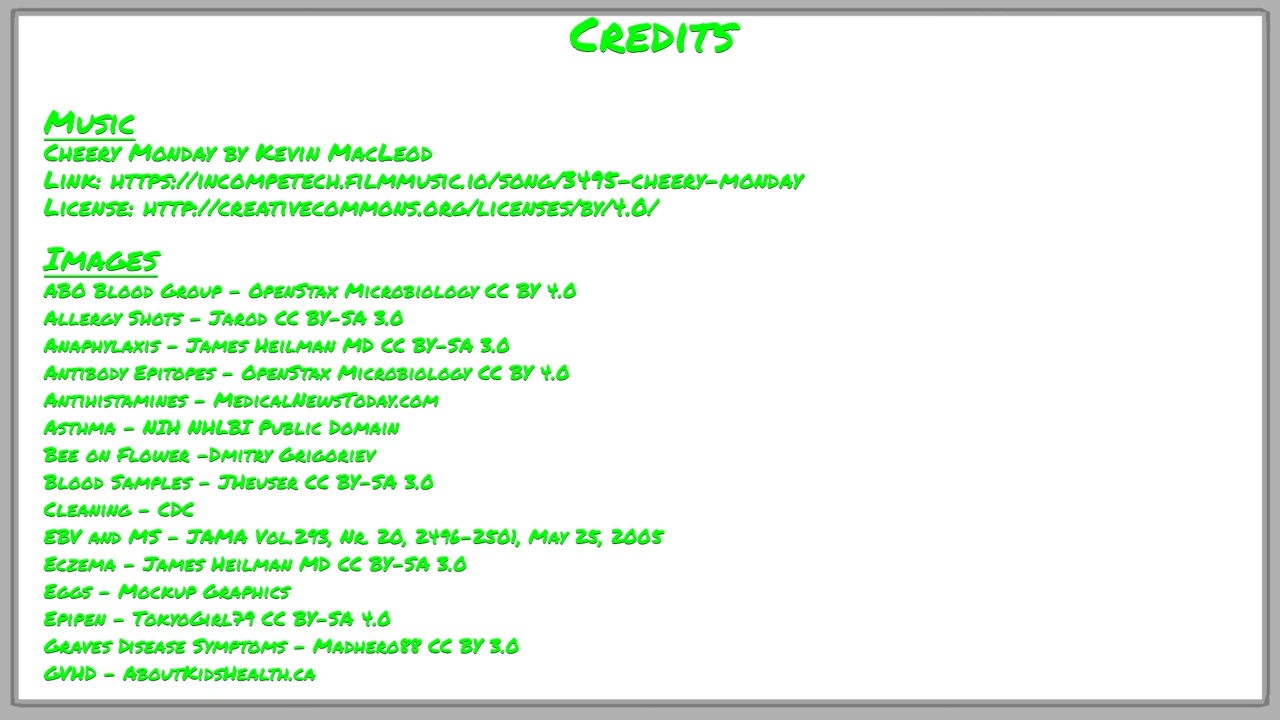 Credits
Music
Cheery Monday by Kevin MacLeod
Link: https://incompetech.filmmusic.io/song/3495-cheery-monday
License: http://creativecommons.org/licenses/by/4.0/
Images
ABO Blood Group - OpenStax Microbiology CC BY 4.0
Allergy Shots - Jarod CC BY-SA 3.0
Anaphylaxis - James Heilman MD CC BY-SA 3.0
Antibody Epitopes - OpenStax Microbiology CC BY 4.0
Antihistamines - MedicalNewsToday.com
Asthma - NIH NHLBI Public Domain
Bee on Flower -Dmitry Grigoriev
Blood Samples - JHeuser CC BY-SA 3.0
Cleaning - CDC
EBV and MS - JAMA Vol.293, Nr. 20, 2496-2501, May 25, 2005
Eczema - James Heilman MD CC BY-SA 3.0
Eggs - Mockup Graphics
Epipen - TokyoGirl79 CC BY-SA 4.0
Graves Disease Symptoms - Madhero88 CC BY 3.0
GVHD - AboutKidsHealth.ca